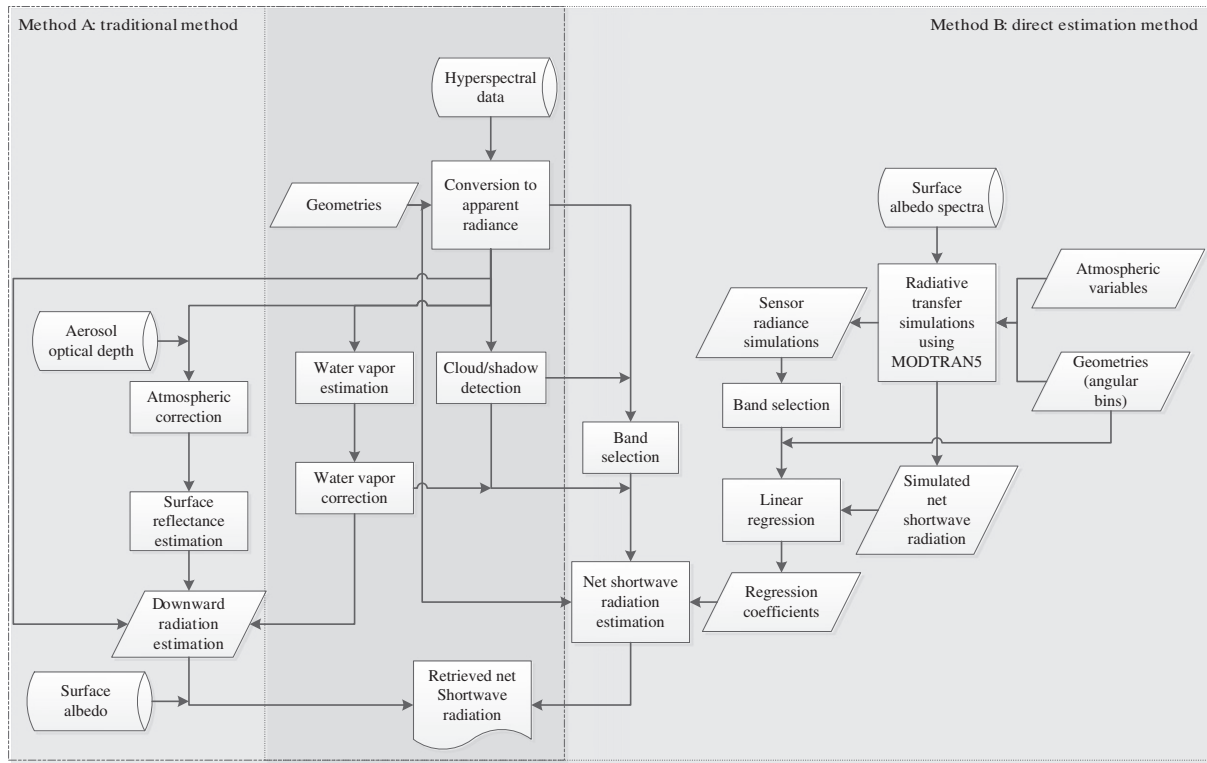 Method A: traditional method
Method B: direct estimation method
Hyperspectral
data
Geometries
Conversion to
apparent
radiance
Surface
albedo spectra
Atmospheric
variables
Radiative
transfer
simulations
using
MODTRAN5
Sensor
radiance
simulations
Geometries
(angular
bins)
Aerosol
optical depth
Water vapor
estimation
Cloud/shadow
detection
Atmospheric
correction
Band selection
Band
selection
Water vapor
correction
Surface
reflectance
estimation
Linear
regression
Simulated
net
shortwave
radiation
Net shortwave
radiation
estimation
Regression
coefficients
Downward
radiation
estimation
Surface
albedo
Retrieved net
Shortwave
radiation